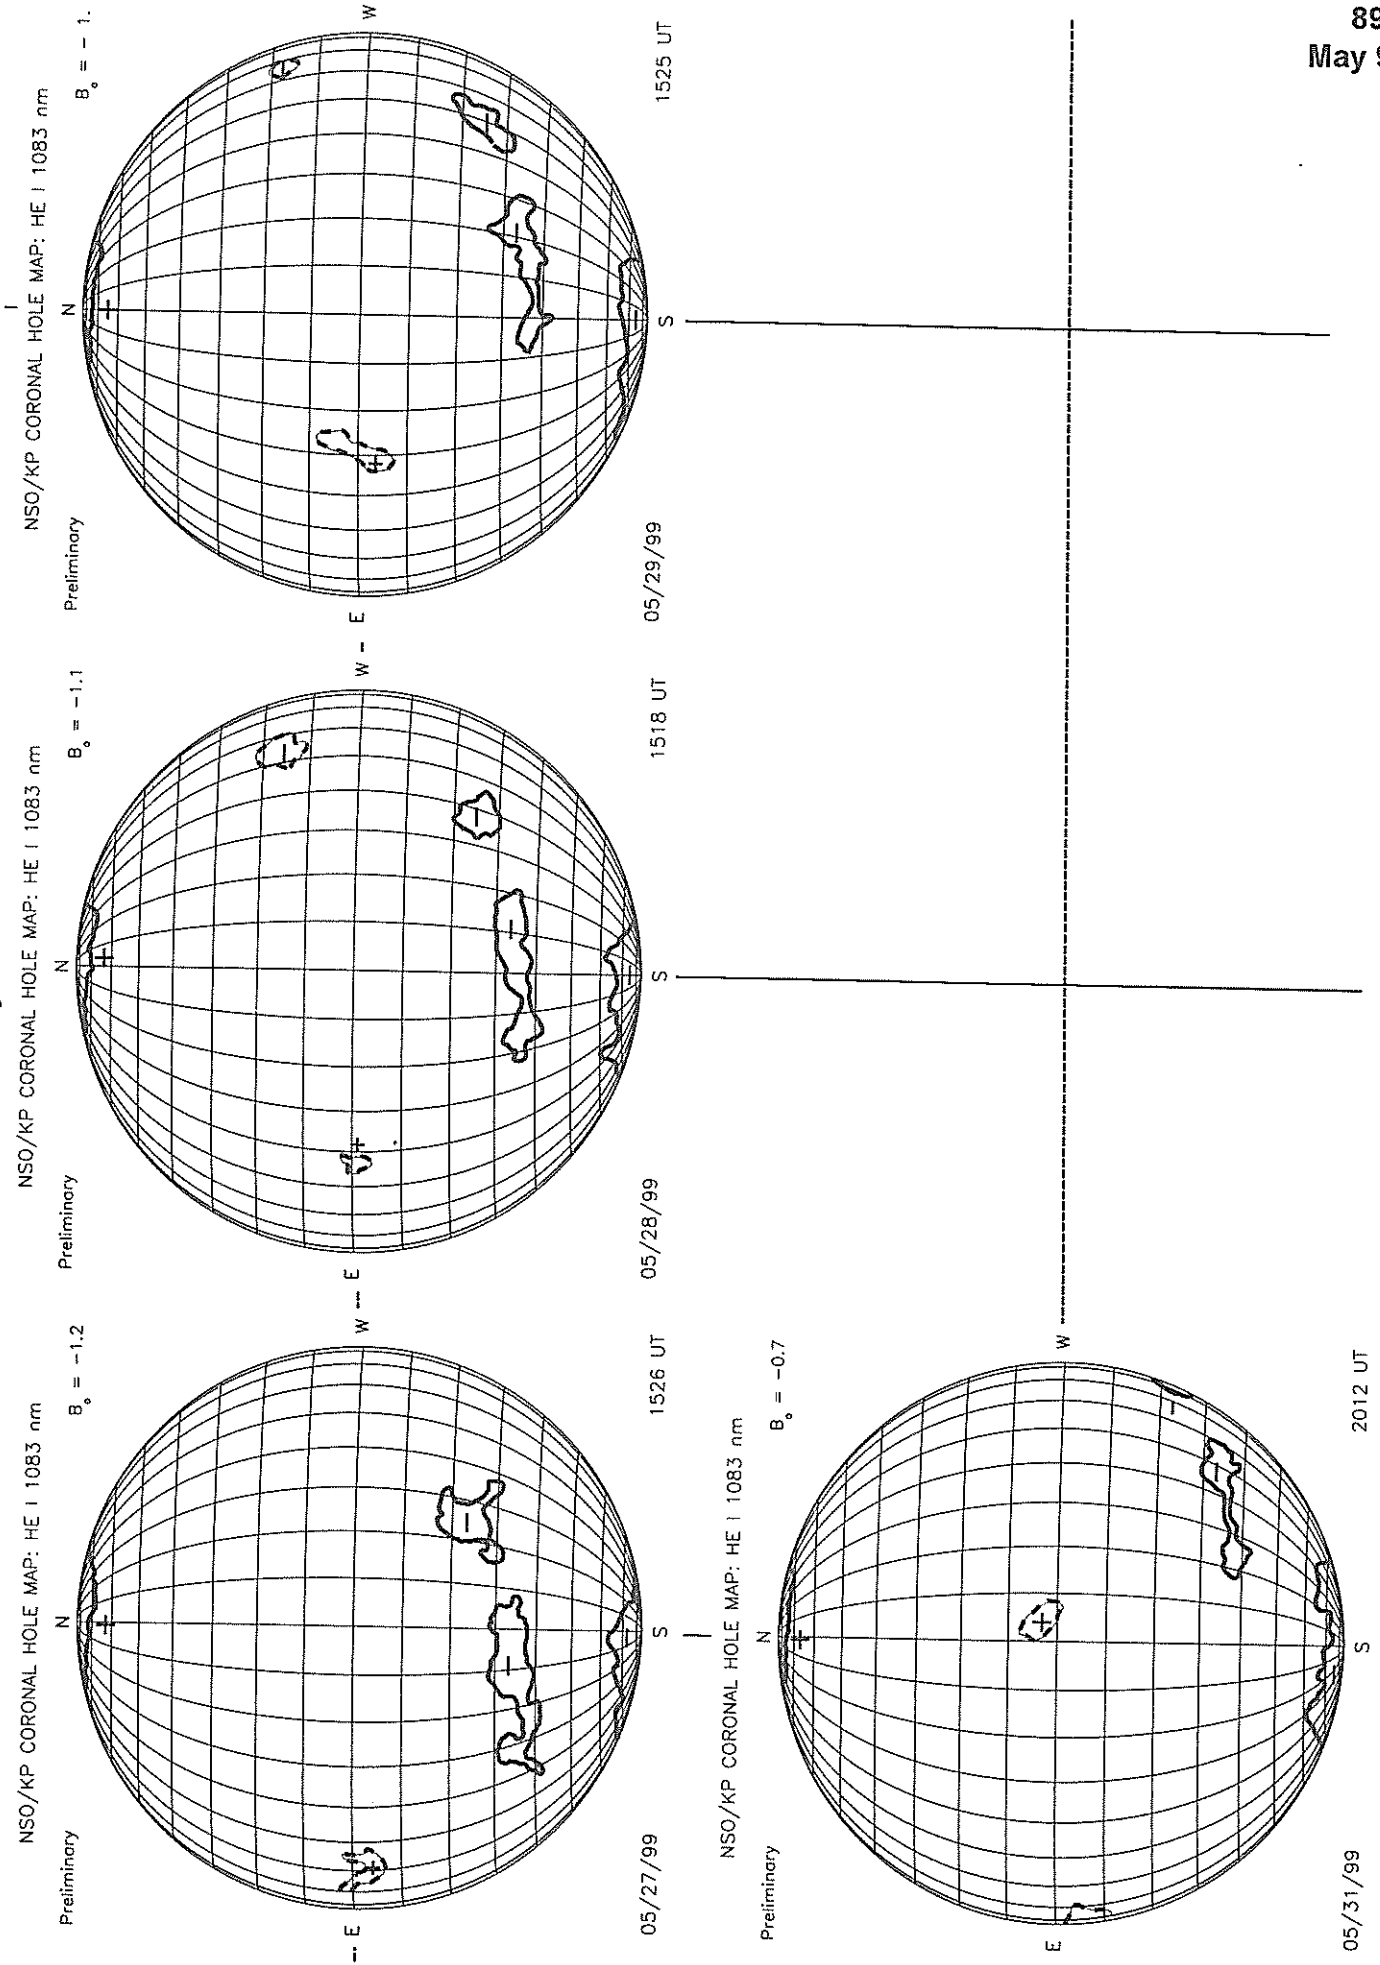 89
May 9
NSO/KP CORONAL HOLE MAP: HE I 1083 nm
Preliminary
B₀ = -1.2
N
E
W
S
05/27/99
1526 UT
NSO/KP CORONAL HOLE MAP: HE I 1083 nm
Preliminary
B₀ = -1.1
N
E
W
S
05/28/99
1518 UT
NSO/KP CORONAL HOLE MAP: HE I 1083 nm
Preliminary
B₀ = -1.
N
E
W
S
05/29/99
1525 UT
NSO/KP CORONAL HOLE MAP: HE I 1083 nm
Preliminary
B₀ = -0.7
N
E
W
S
05/31/99
2012 UT